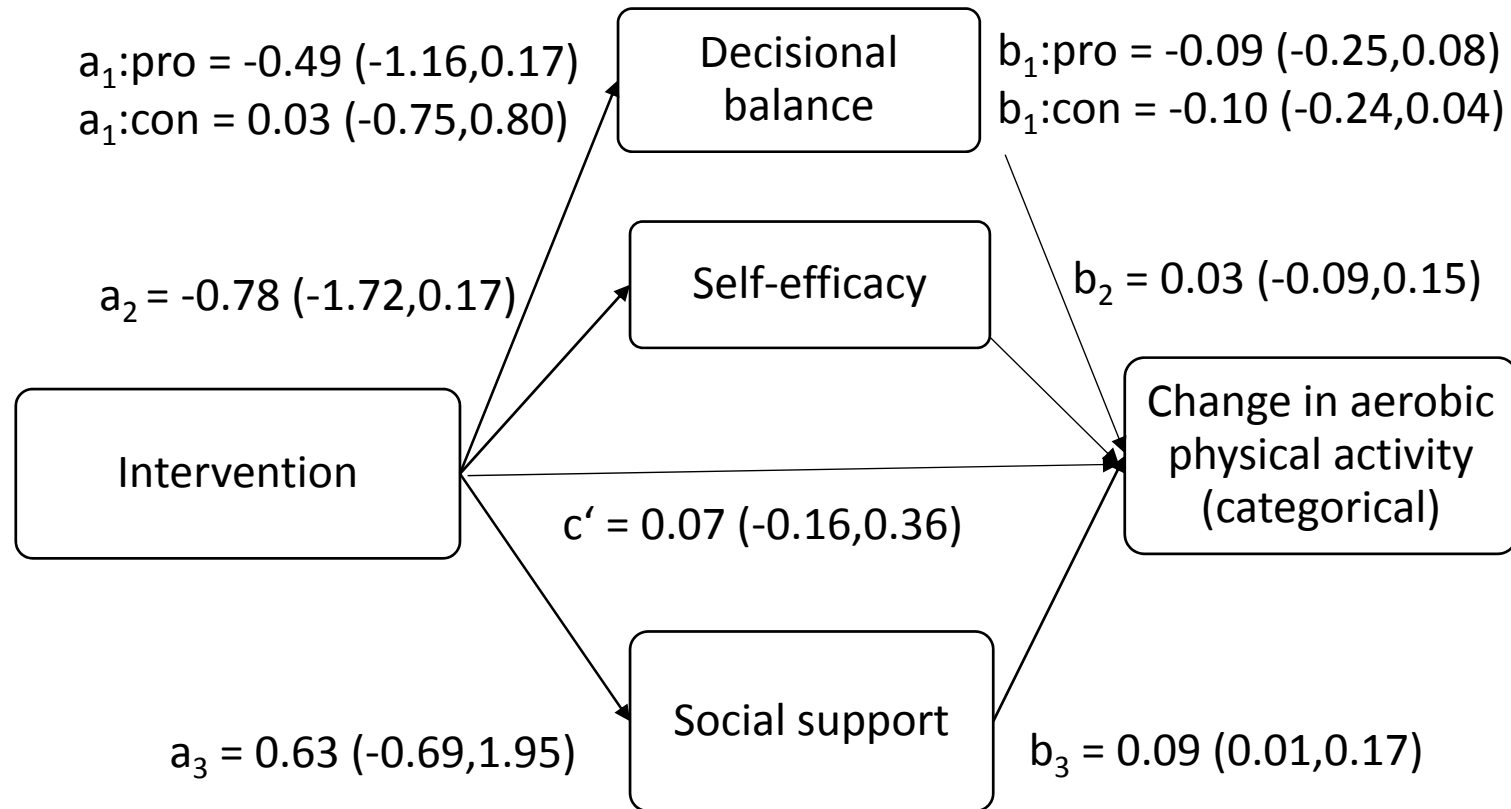 a₁:pro = -0.49 (-1.16,0.17)
a₁:con = 0.03 (-0.75,0.80)
Decisional
balance
b₁:pro = -0.09 (-0.25,0.08)
b₁:con = -0.10 (-0.24,0.04)
a₂ = -0.78 (-1.72,0.17)
Self-efficacy
b₂ = 0.03 (-0.09,0.15)
Intervention
Change in aerobic
physical activity
(categorical)
c‘ = 0.07 (-0.16,0.36)
a₃ = 0.63 (-0.69,1.95)
Social support
b₃ = 0.09 (0.01,0.17)